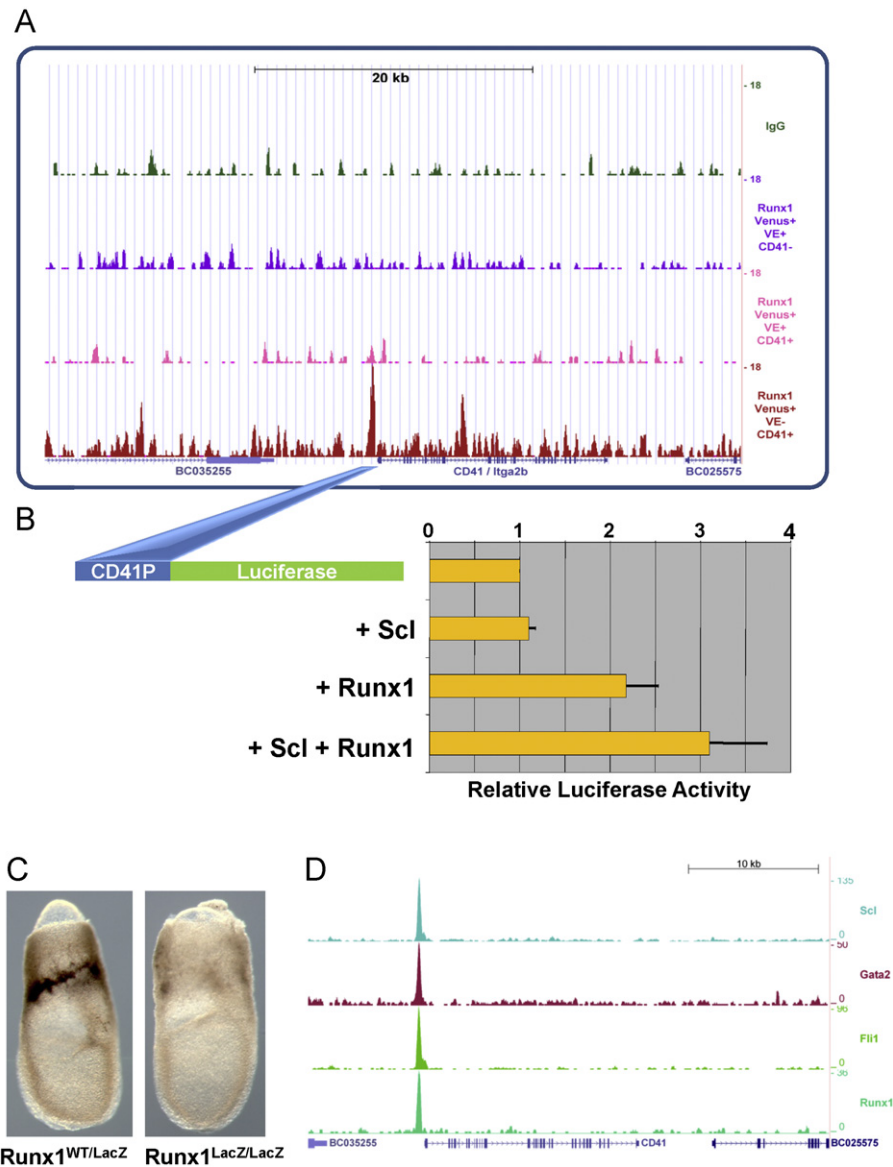 A
20 kb
- 18
IgG
- 18
Runx1
Venus+
VE+
CD41-
- 18
Runx1
Venus+
VE+
CD41+
- 18
Runx1
Venus+
VE-
CD41+
BC035255
CD41 / Itga2b
BC025575
B
CD41P
Luciferase
0 1 2 3 4
+ Scl
+ Runx1
+ Scl + Runx1
Relative Luciferase Activity
C
Runx1WT/LacZ
Runx1LacZ/LacZ
D
10 kb
- 135
Scl
0
- 50
Gata2
0
- 96
Fli1
0
- 36
Runx1
0
BC035255
CD41
BC025575